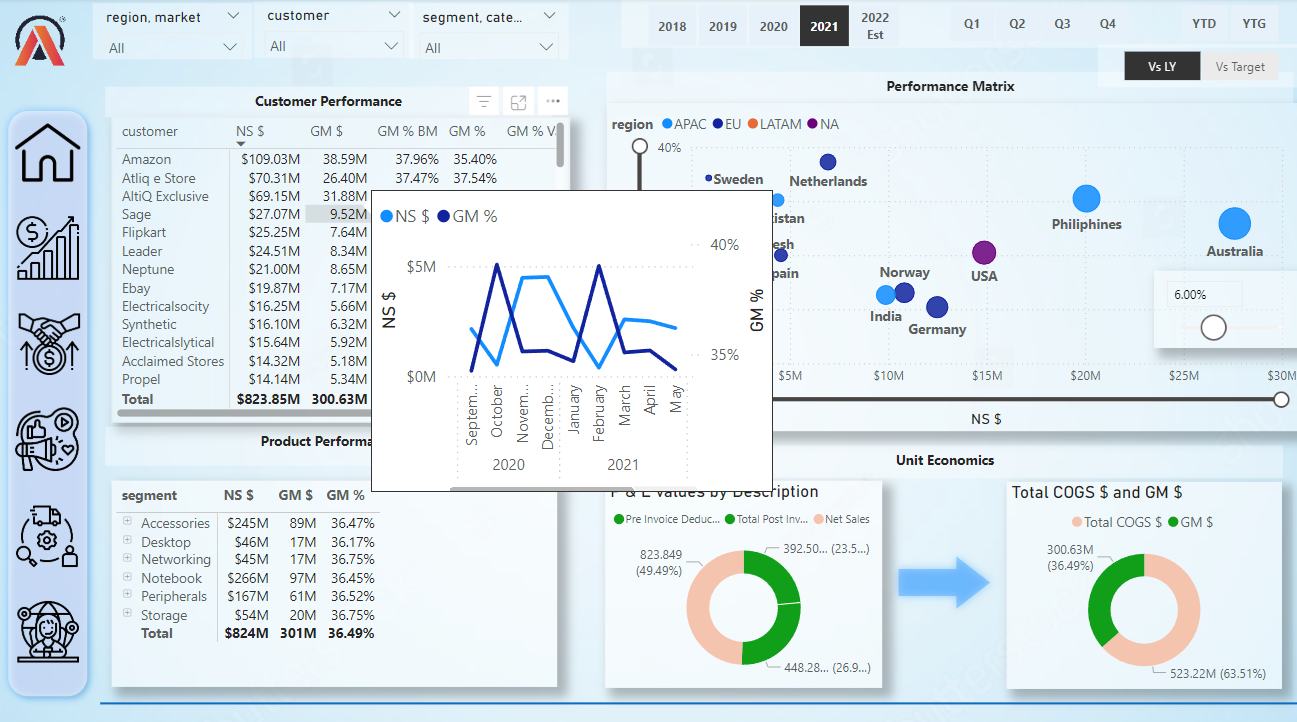 region, market
All
customer
All
segment, cate...
All
2018 2019 2020 2021 2022 Est
Q1 Q2 Q3 Q4
YTD YTG
Vs LY Vs Target
Customer Performance
customer NS $ GM $ GM % BM GM % GM % V
Amazon $109.03M 38.59M 37.96% 35.40%
Atliq e Store $70.31M 26.40M 37.47% 37.54%
AltiQ Exclusive $69.15M 31.88M
Sage $27.07M 9.52M
Flipkart $25.25M 7.64M
Leader $24.51M 8.34M
Neptune $21.00M 8.65M
Ebay $19.87M 7.17M
Electricalsocity $16.25M 5.66M
Synthetic $16.10M 6.32M
Electricalslytical $15.64M 5.92M
Acclaimed Stores $14.32M 5.18M
Propel $14.14M 5.34M
Total $823.85M 300.63M
NS $ GM %
$5M
$0M
40%
35%
NS $
GM %
Septem...
October
Novem...
Decemb...
January
February
March
April
May
2020 2021
Performance Matrix
region APAC EU LATAM NA
40%
Sweden
Netherlands
istan
esh
pain
Philiphines
Australia
USA
Norway
India
Germany
6.00%
$5M $10M $15M $20M $25M $30M
NS $
Product Performa
segment NS $ GM $ GM %
Accessories $245M 89M 36.47%
Desktop $46M 17M 36.17%
Networking $45M 17M 36.75%
Notebook $266M 97M 36.45%
Peripherals $167M 61M 36.52%
Storage $54M 20M 36.75%
Total $824M 301M 36.49%
Unit Economics
P & L values by Description
Pre Invoice Deduc... Total Post Inv... Net Sales
823.849
(49.49%)
392.50... (23.5...)
448.28... (26.9...)
Total COGS $ and GM $
Total COGS $ GM $
300.63M
(36.49%)
523.22M (63.51%)